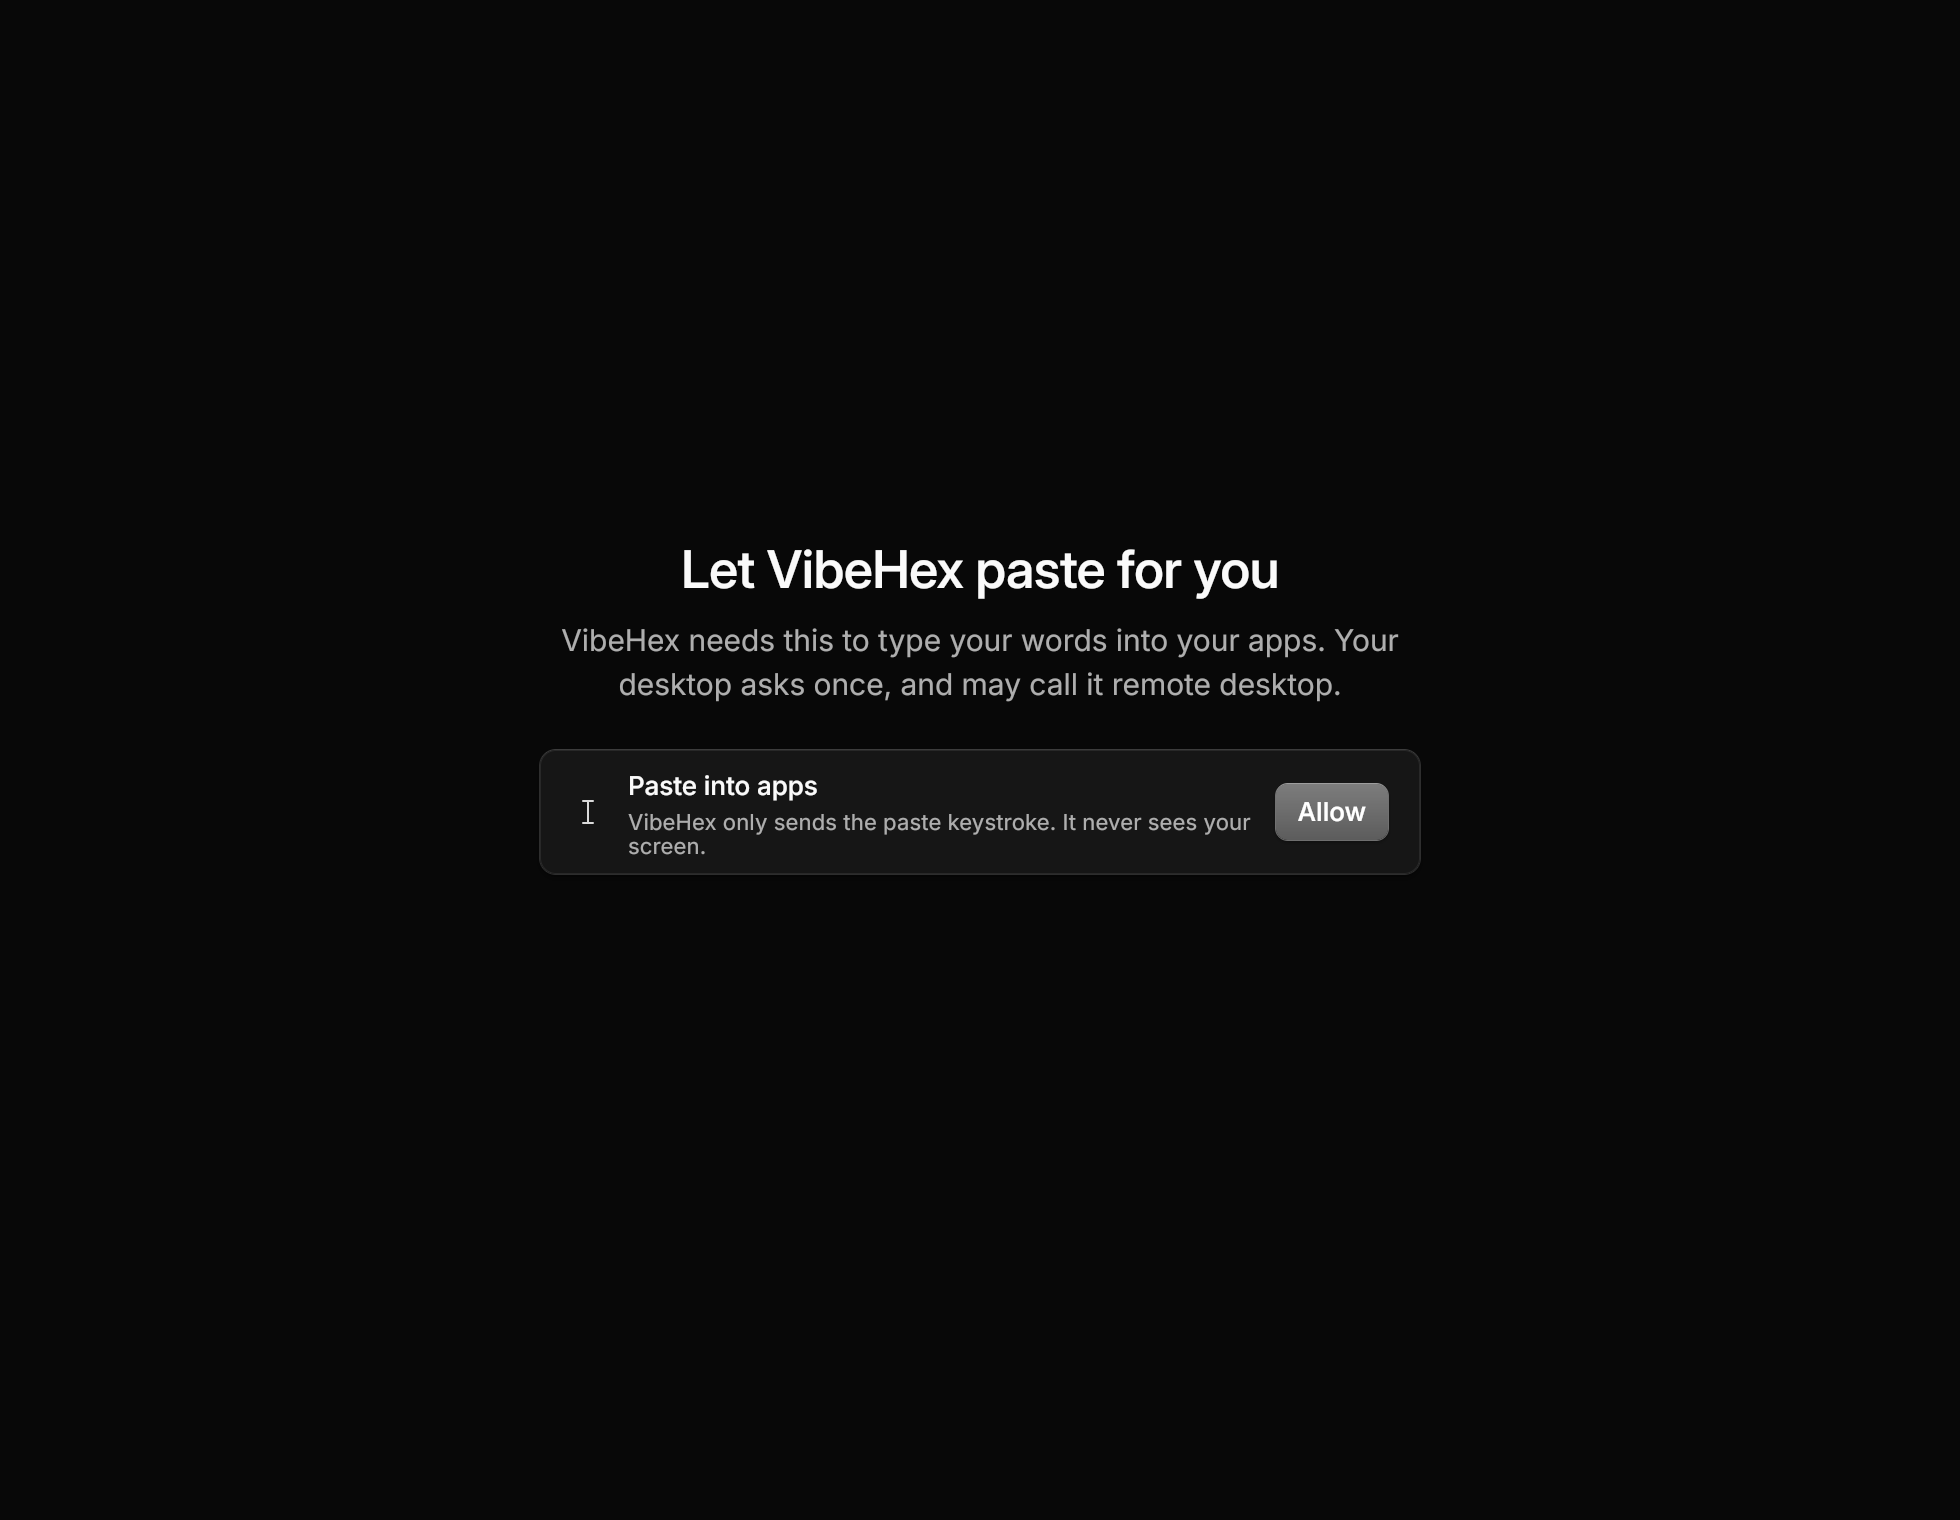 Let VibeHex paste for you
VibeHex needs this to type your words into your apps. Your
desktop asks once, and may call it remote desktop.
Paste into apps
VibeHex only sends the paste keystroke. It never sees your
screen.
Allow